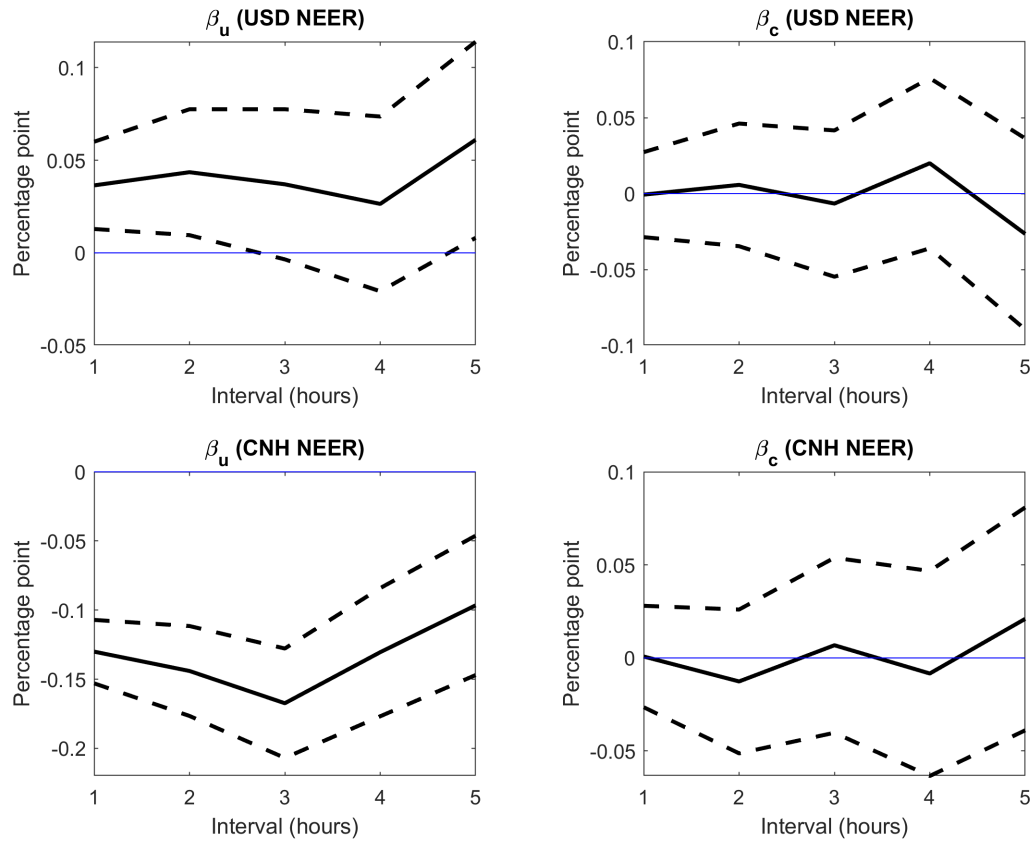 βu (USD NEER)
0.1
0.05
0
-0.05
Percentage point
1 2 3 4 5
Interval (hours)
βc (USD NEER)
0.1
0.05
0
-0.05
-0.1
Percentage point
1 2 3 4 5
Interval (hours)
βu (CNH NEER)
0
-0.05
-0.1
-0.15
-0.2
Percentage point
1 2 3 4 5
Interval (hours)
βc (CNH NEER)
0.1
0.05
0
-0.05
Percentage point
1 2 3 4 5
Interval (hours)